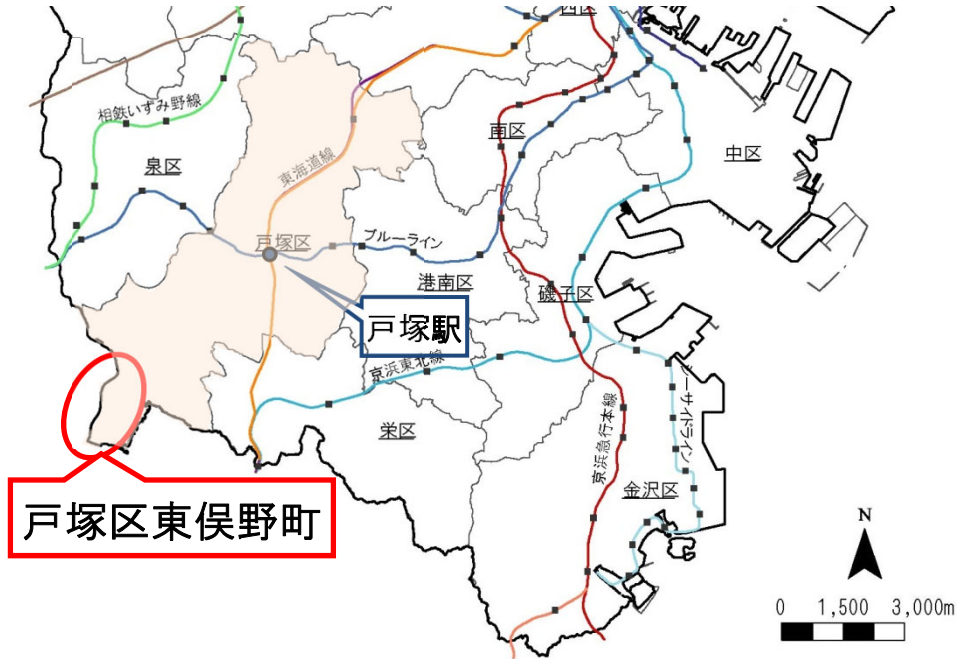 西区
相鉄いずみ野線
南区
中区
泉区
東海道線
戸塚区
ブルーライン
港南区
磯子区
戸塚駅
京浜東北線
シーサイドライン
栄区
京浜急行本線
金沢区
戸塚区東俣野町
N
0 1,500 3,000m